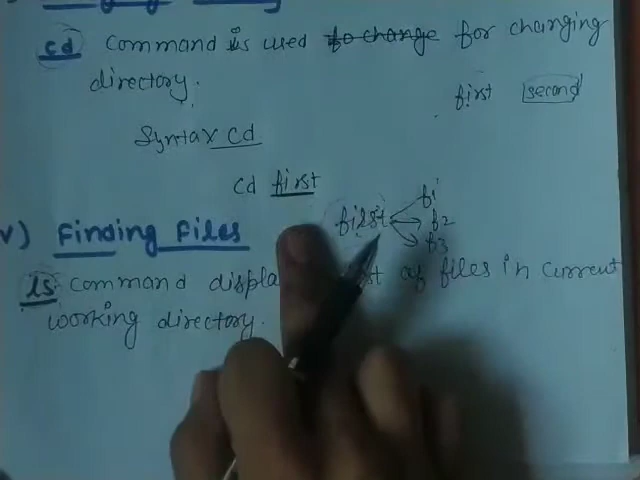 cd command is used to change for changing
directory.
first second
Syntax cd
cd first
first f1
f2
f3
v) Finding Files
ls command displa of files in current
working directory.